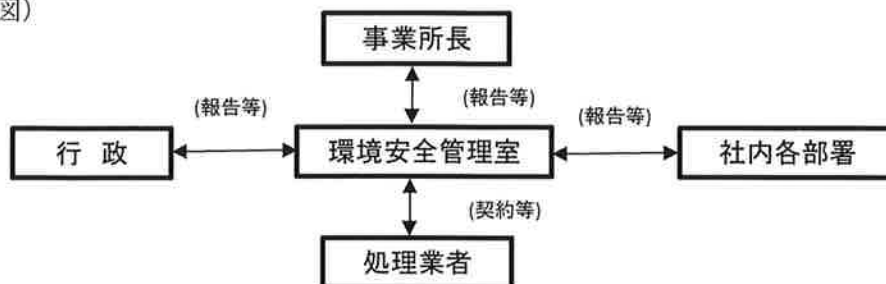 図)
事業所長
(報告等)
(報告等)
(報告等)
行 政
環境安全管理室
社内各部署
(契約等)
処理業者